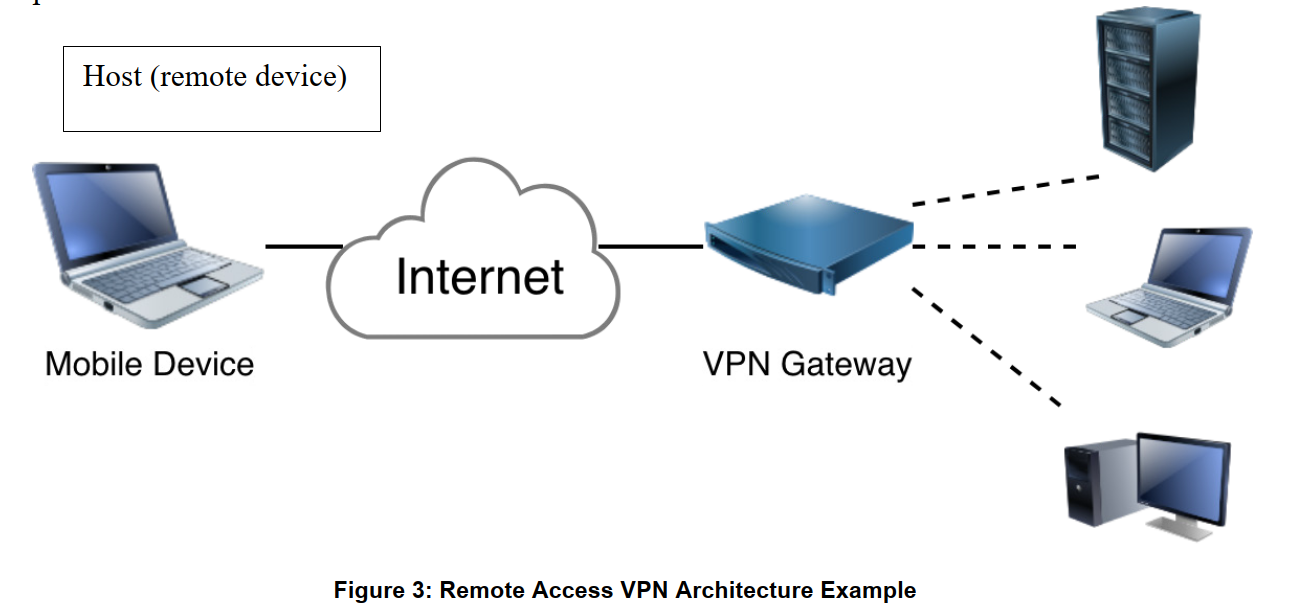 Host (remote device)
Internet
Mobile Device
VPN Gateway
Figure 3: Remote Access VPN Architecture Example